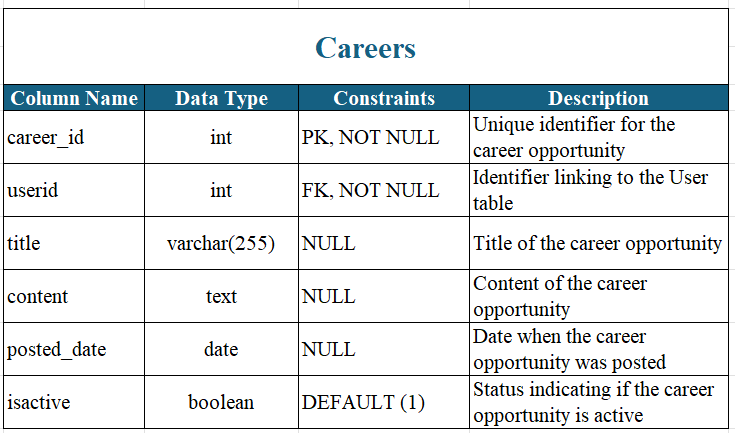 Careers
Column Name Data Type Constraints Description
career_id int PK, NOT NULL Unique identifier for the
career opportunity
userid int FK, NOT NULL Identifier linking to the User
table
title varchar(255) NULL Title of the career opportunity
content text NULL Content of the career
opportunity
posted_date date NULL Date when the career
opportunity was posted
isactive boolean DEFAULT (1) Status indicating if the career
opportunity is active